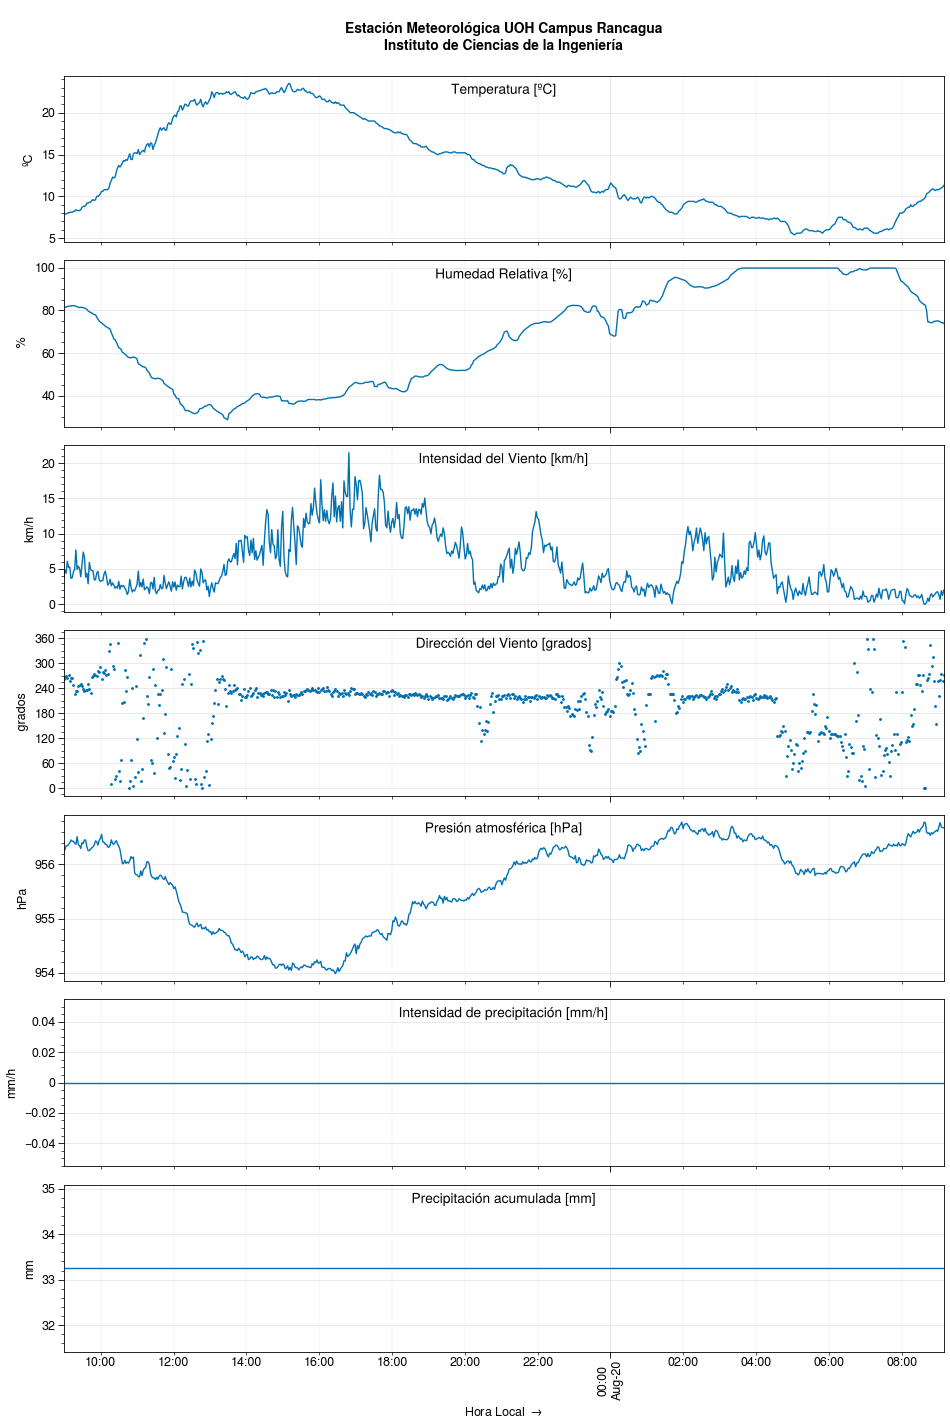 Estación Meteorológica UOH Campus Rancagua
Instituto de Ciencias de la Ingeniería
Temperatura [ºC]
ºC
20
15
10
5
Humedad Relativa [%]
%
100
80
60
40
Intensidad del Viento [km/h]
km/h
20
15
10
5
0
Dirección del Viento [grados]
grados
360
300
240
180
120
60
0
Presión atmosférica [hPa]
hPa
956
955
954
Intensidad de precipitación [mm/h]
mm/h
0.04
0.02
0
−0.02
−0.04
Precipitación acumulada [mm]
mm
35
34
33
32
10:00 12:00 14:00 16:00 18:00 20:00 22:00 00:00 02:00 04:00 06:00 08:00
Aug-20
Hora Local →